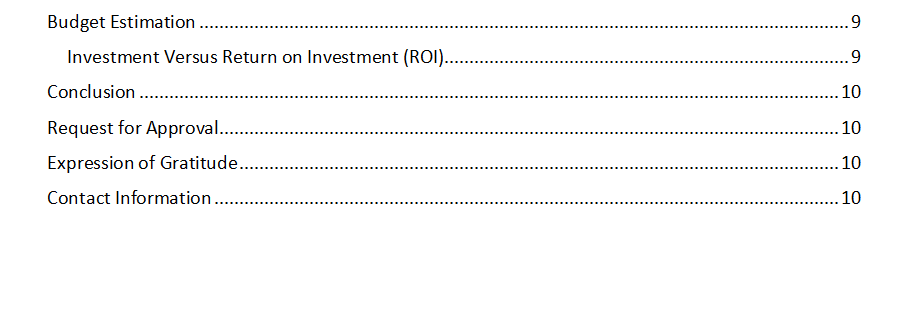 Budget Estimation ........................................................................................................................................ 9
Investment Versus Return on Investment (ROI)..................................................................................... 9
Conclusion .................................................................................................................................................. 10
Request for Approval.................................................................................................................................. 10
Expression of Gratitude.............................................................................................................................. 10
Contact Information ................................................................................................................................... 10